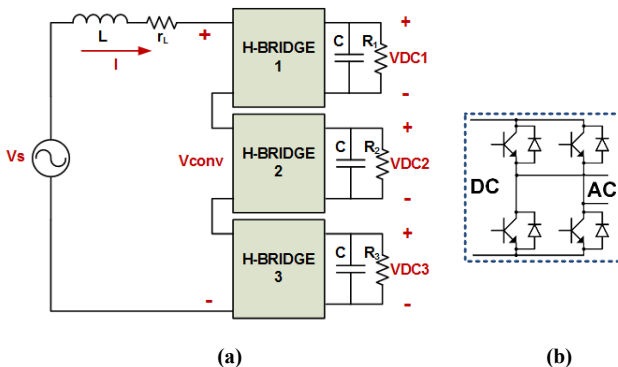 L
rL
I
+
H-BRIDGE
1
C
R1
+
VDC1
-
Vs
Vconv
H-BRIDGE
2
C
R2
+
VDC2
-
H-BRIDGE
3
C
R3
+
VDC3
-
-
DC
AC
(a)
(b)